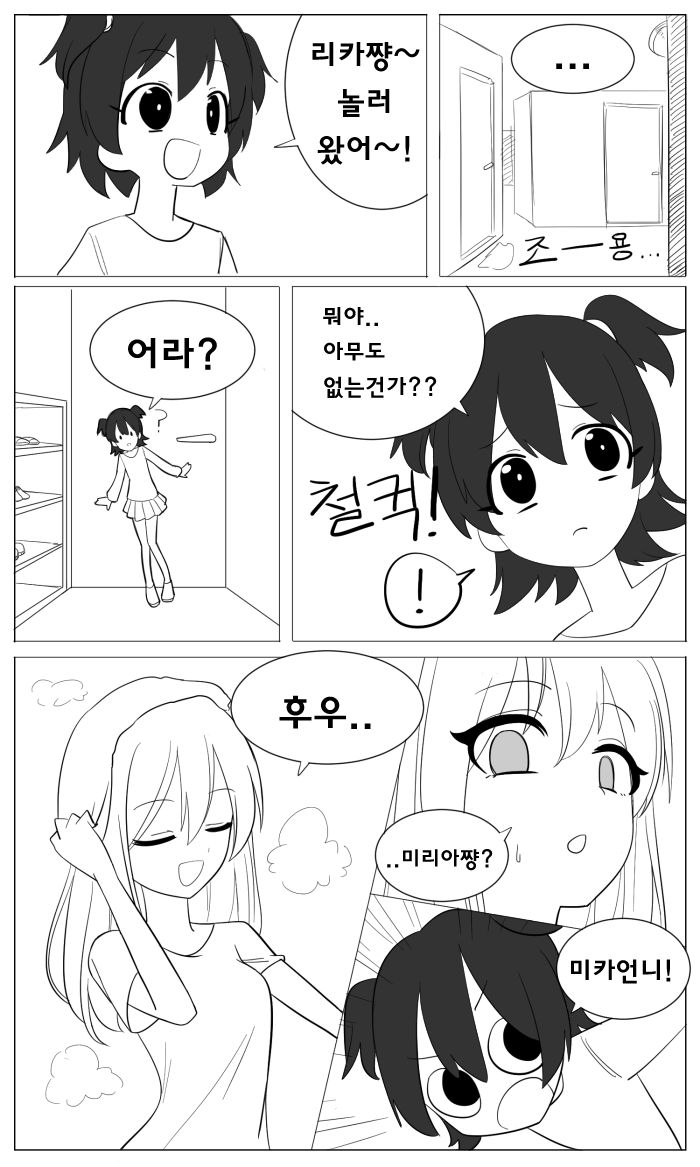 리카쨩~
놀러
왔어~!
...
조ー용...
어라?
?
뭐야..
아무도
없는건가??
철컥!
!
후우..
..미리아쨩?
미카언니!